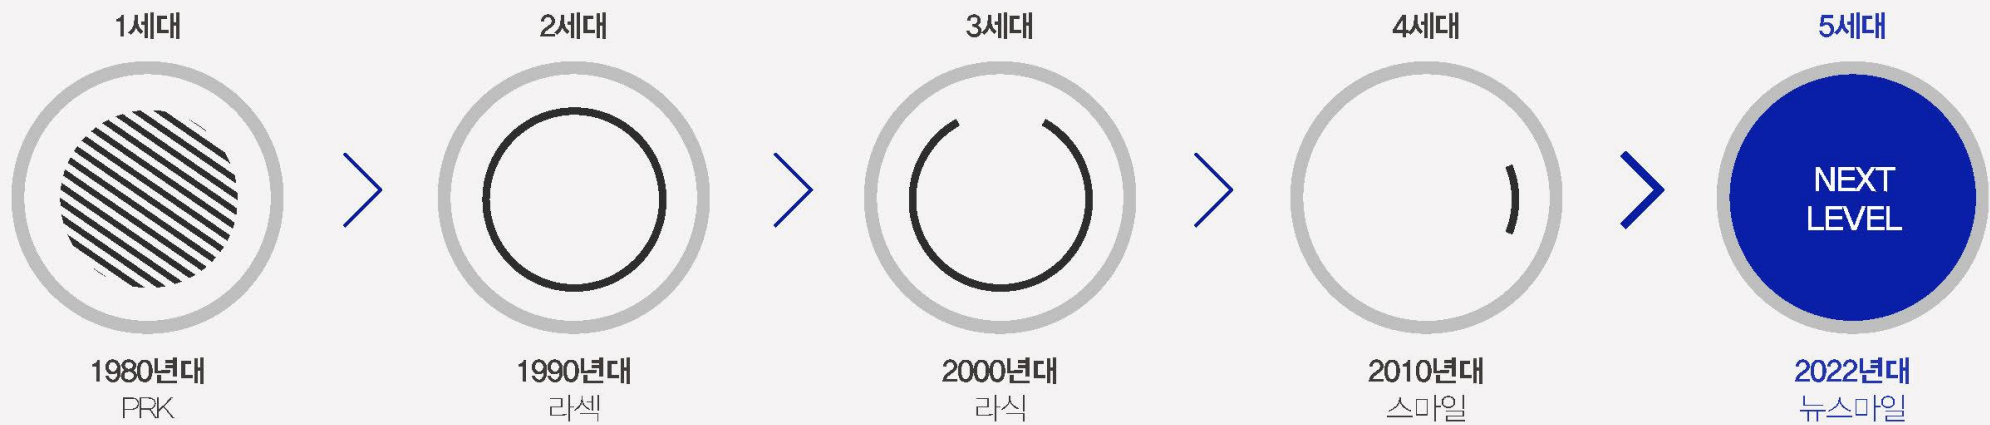 1세대
2세대
3세대
4세대
5세대
NEXT
LEVEL
1980년대
PRK
1990년대
라섹
2000년대
라식
2010년대
스마일
2022년대
뉴스마일